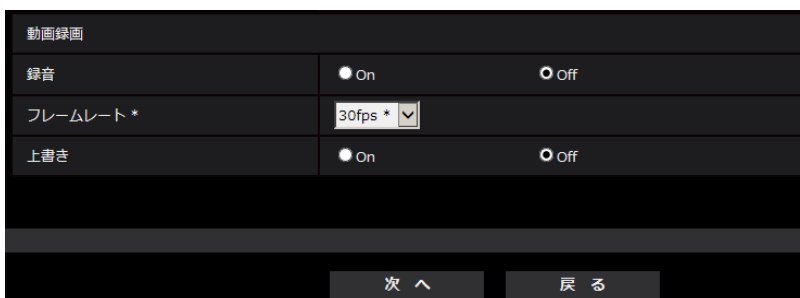 動画録画
録音 On Off
フレームレート * 30fps *
上書き On Off
次 へ 戻 る